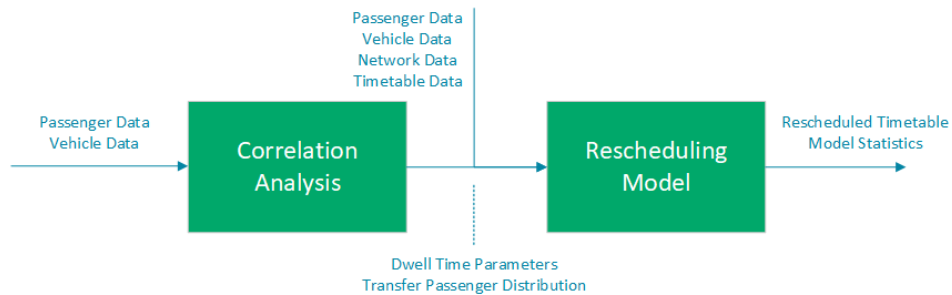 Passenger Data
Vehicle Data
Network Data
Timetable Data
Passenger Data
Vehicle Data
Correlation
Analysis
Rescheduling
Model
Rescheduled Timetable
Model Statistics
Dwell Time Parameters
Transfer Passenger Distribution